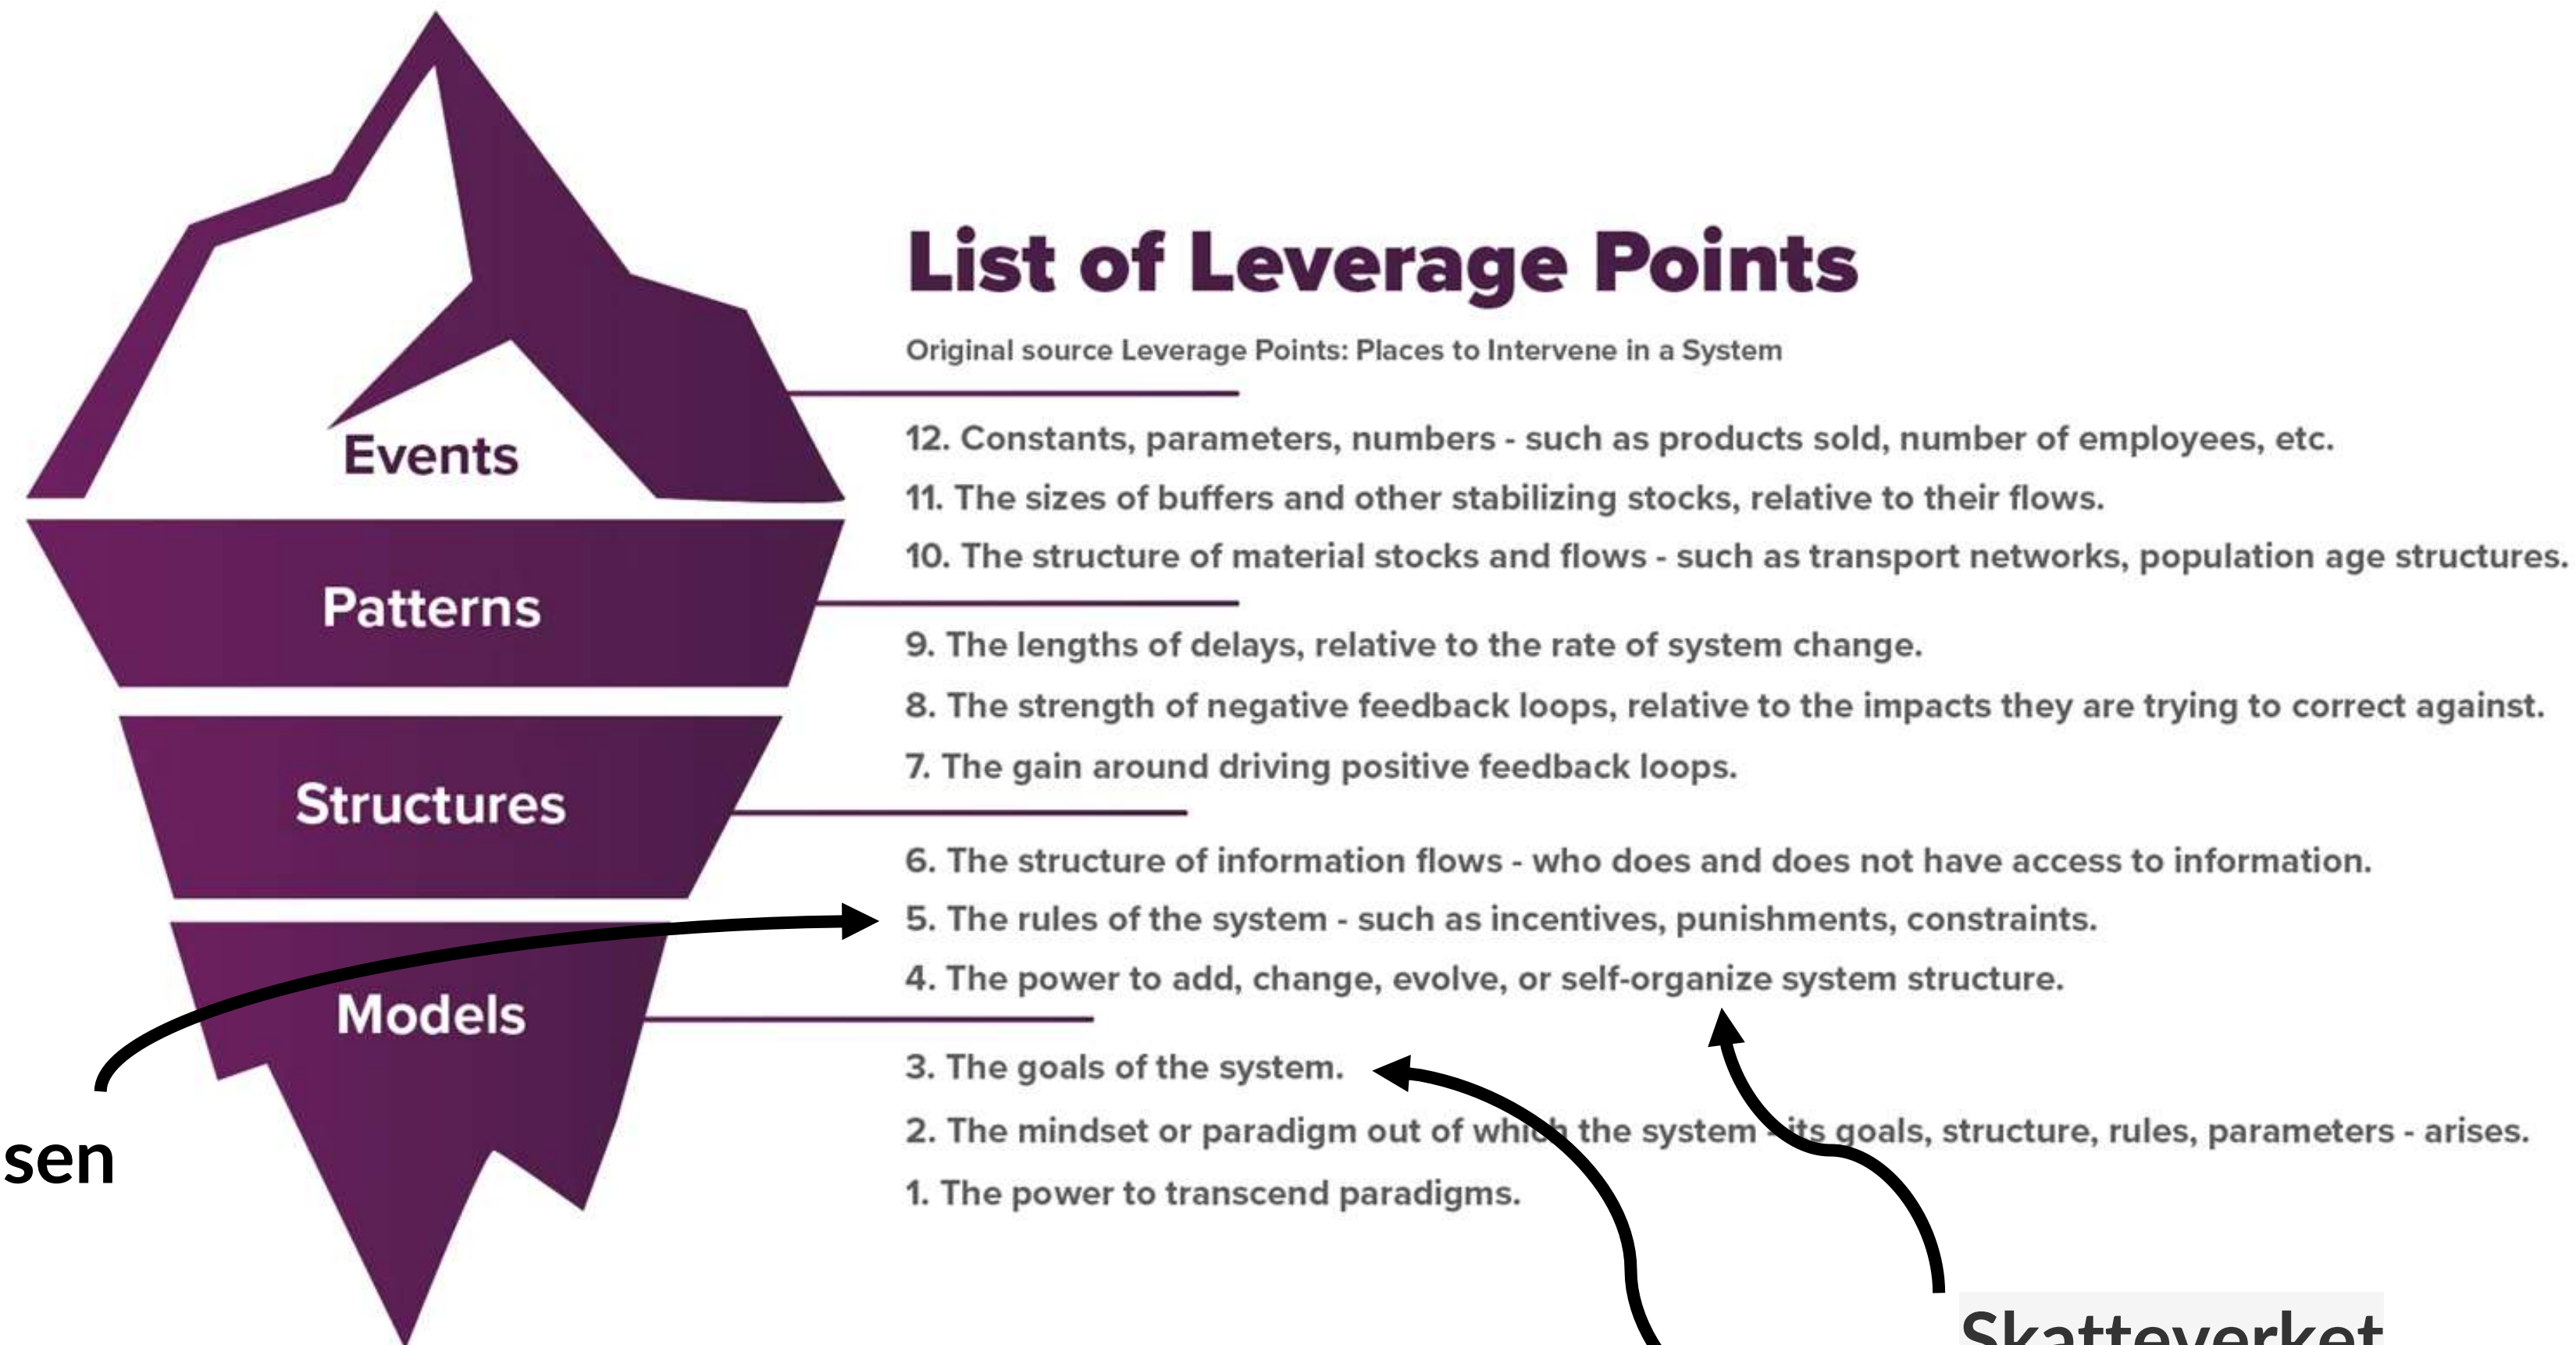 List of Leverage Points
Original source Leverage Points: Places to Intervene in a System
Events
12. Constants, parameters, numbers - such as products sold, number of employees, etc.
11. The sizes of buffers and other stabilizing stocks, relative to their flows.
10. The structure of material stocks and flows - such as transport networks, population age structures.
Patterns
9. The lengths of delays, relative to the rate of system change.
8. The strength of negative feedback loops, relative to the impacts they are trying to correct against.
7. The gain around driving positive feedback loops.
Structures
6. The structure of information flows - who does and does not have access to information.
5. The rules of the system - such as incentives, punishments, constraints.
4. The power to add, change, evolve, or self-organize system structure.
Models
3. The goals of the system.
2. The mindset or paradigm out of which the system - its goals, structure, rules, parameters - arises.
1. The power to transcend paradigms.
sen
Skatteverket